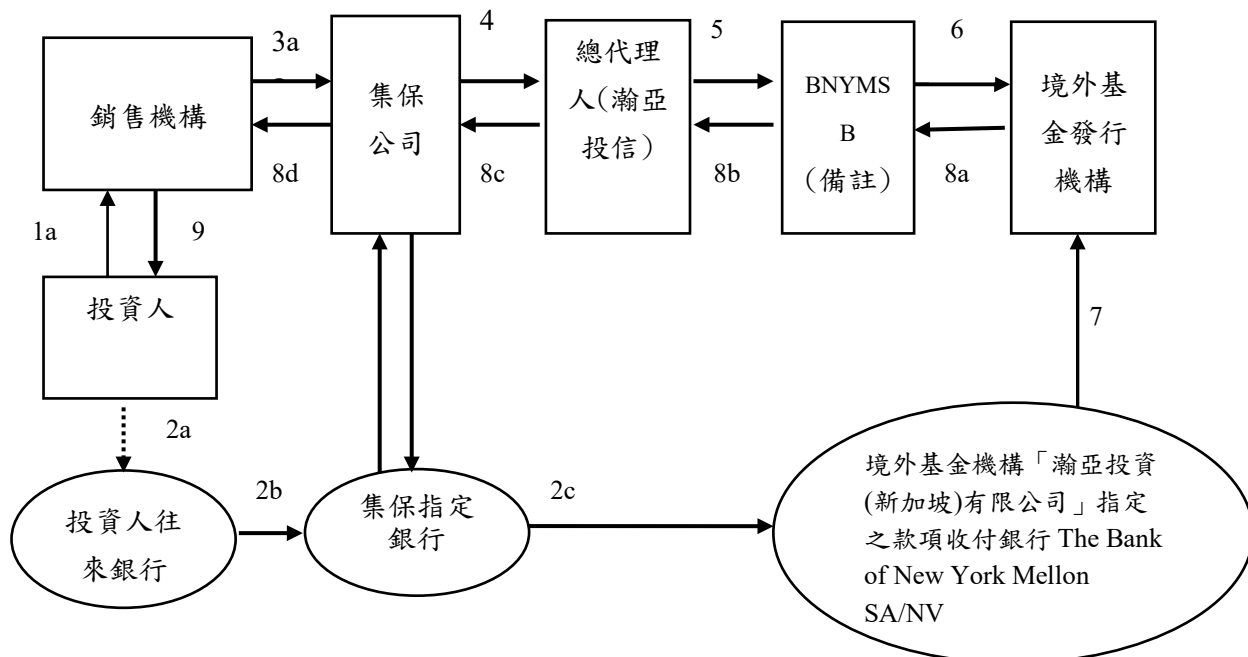 3a
4
5
6
銷售機構
集保
公司
總代理
人(瀚亞
投信)
BNYMS
B
(備註)
境外基
金發行
機構
8d
8c
8b
8a
1a
9
投資人
7
2a
投資人往
來銀行
2b
集保指定
銀行
2c
境外基金機構「瀚亞投資
(新加坡)有限公司」指定
之款項收付銀行 The Bank
of New York Mellon
SA/NV